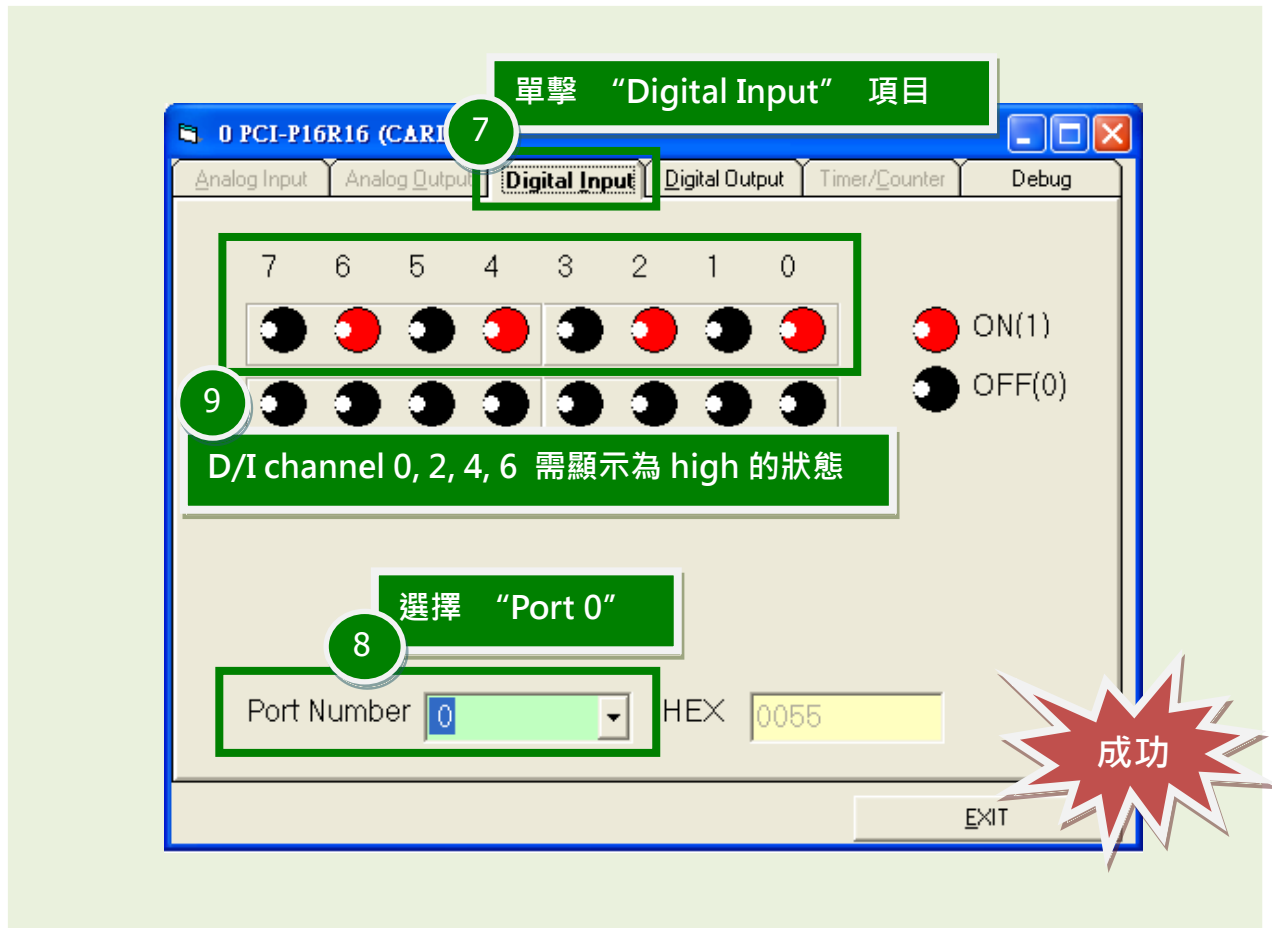 單擊 “Digital Input” 項目
7
0 PCI-P16R16 (CARD
Analog Input Analog Output Digital Input Digital Output Timer/Counter Debug
7 6 5 4 3 2 1 0
ON(1)
OFF(0)
9
D/I channel 0, 2, 4, 6 需顯示為 high 的狀態
選擇 “Port 0”
8
Port Number 0 HEX 0055
成功
EXIT